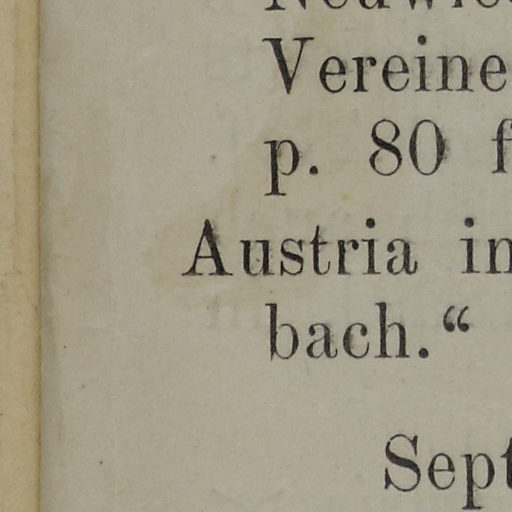 Vereine
p. 80 f
Austria in
bach.“
Sept